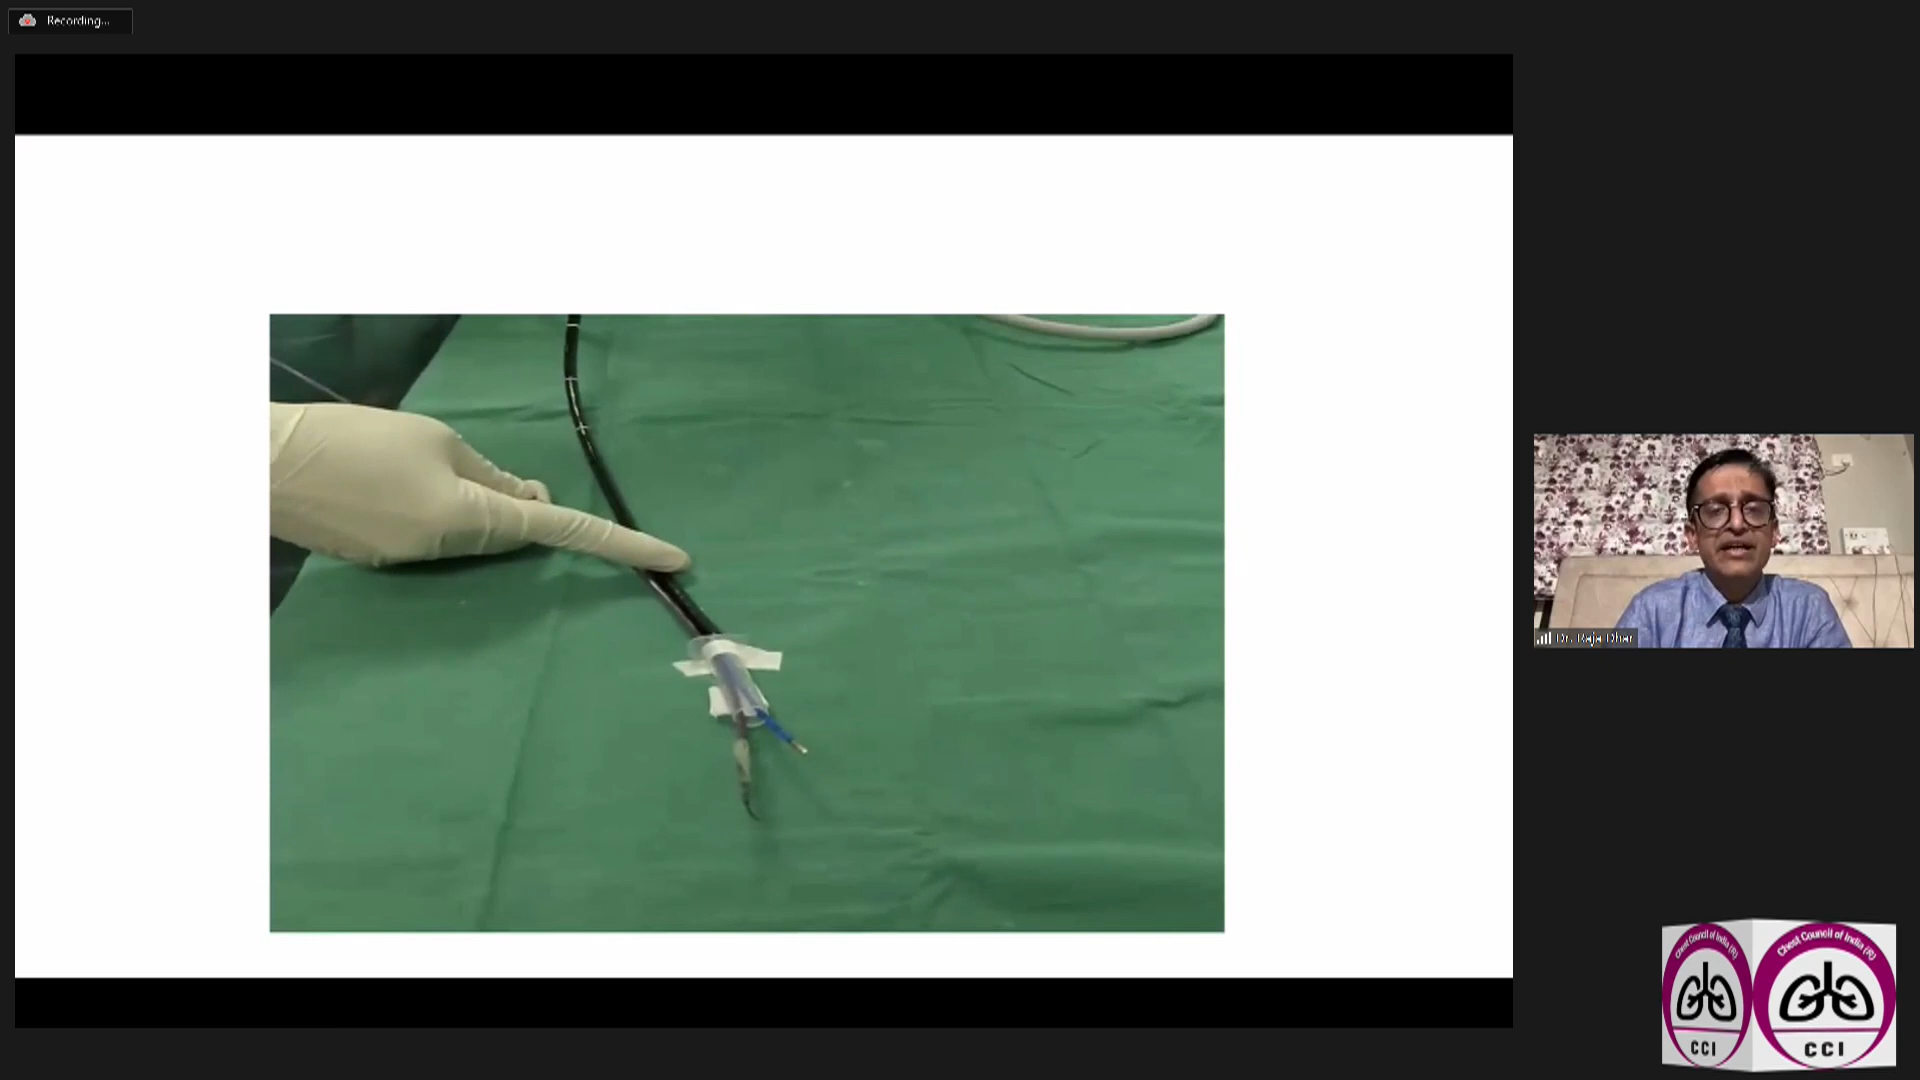 Recording...
Dr. Raja Dhar
Chest Council of India (R)
CCI
Chest Council of India (R)
CCI